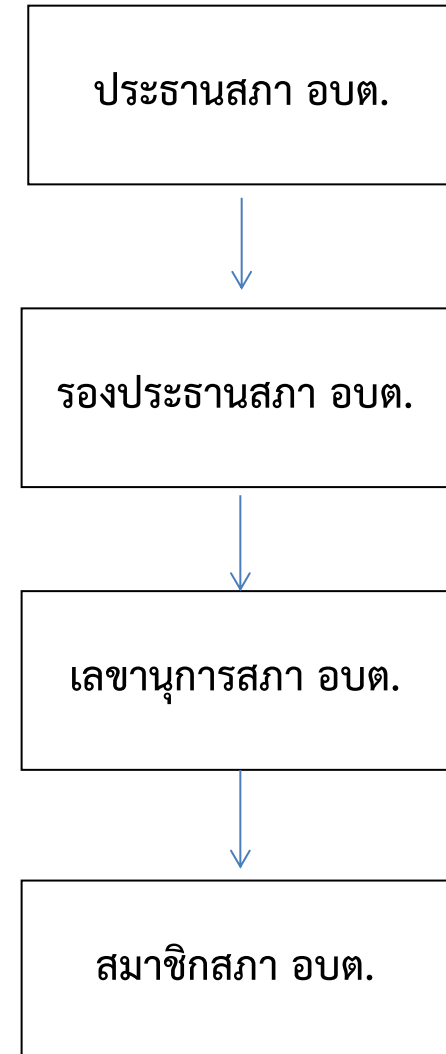 ประธานสภา อบต.
รองประธานสภา อบต.
เลขานุการสภา อบต.
สมาชิกสภา อบต.